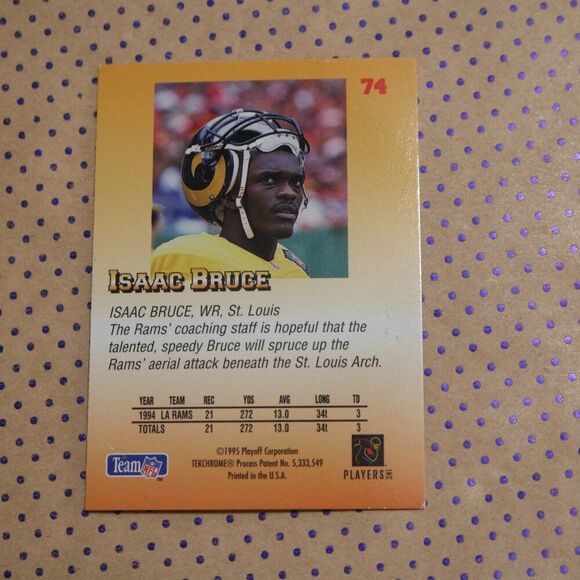 74
ISAAC BRUCE
ISAAC BRUCE, WR, St. Louis
The Rams' coaching staff is hopeful that the
talented, speedy Bruce will spruce up the
Rams' aerial attack beneath the St. Louis Arch.
YEAR TEAM REC YDS AVG LONG TD
1994 LA RAMS 21 272 13.0 34t 3
TOTALS 21 272 13.0 34t 3
©1995 Playoff Corporation
TEKCHROME® Process Patent No. 5,333,549
Printed in the U.S.A.
Team NFL
PLAYERS INC